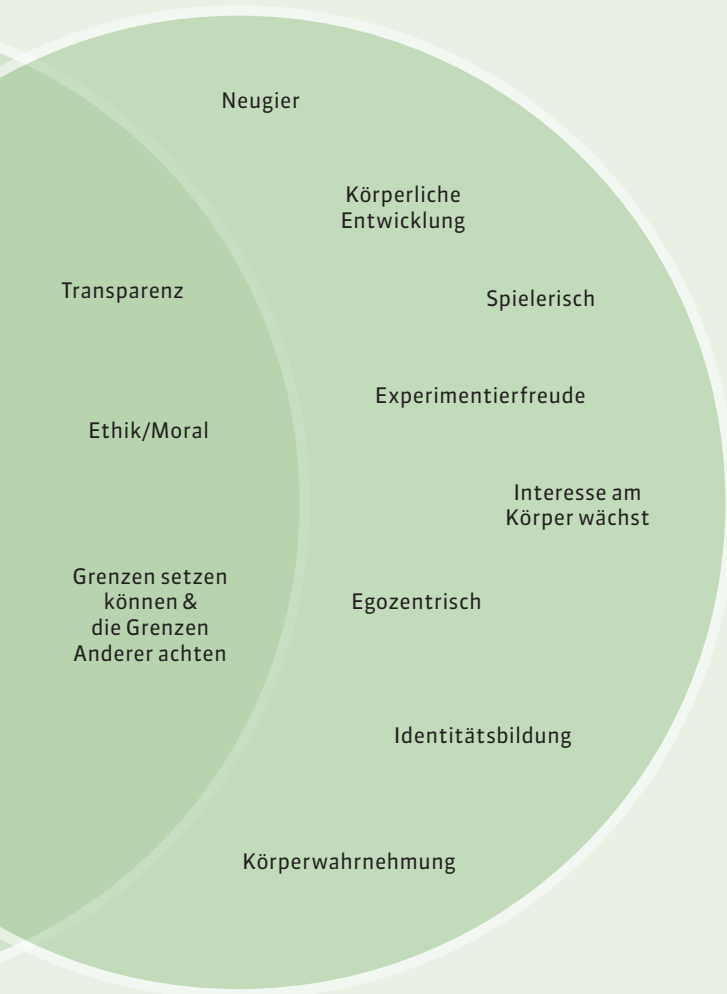 Neugier
Körperliche
Entwicklung
Transparenz
Spielerisch
Experimentierfreude
Ethik/Moral
Interesse am
Körper wächst
Grenzen setzen
können &
die Grenzen
Anderer achten
Egozentrisch
Identitätsbildung
Körperwahrnehmung